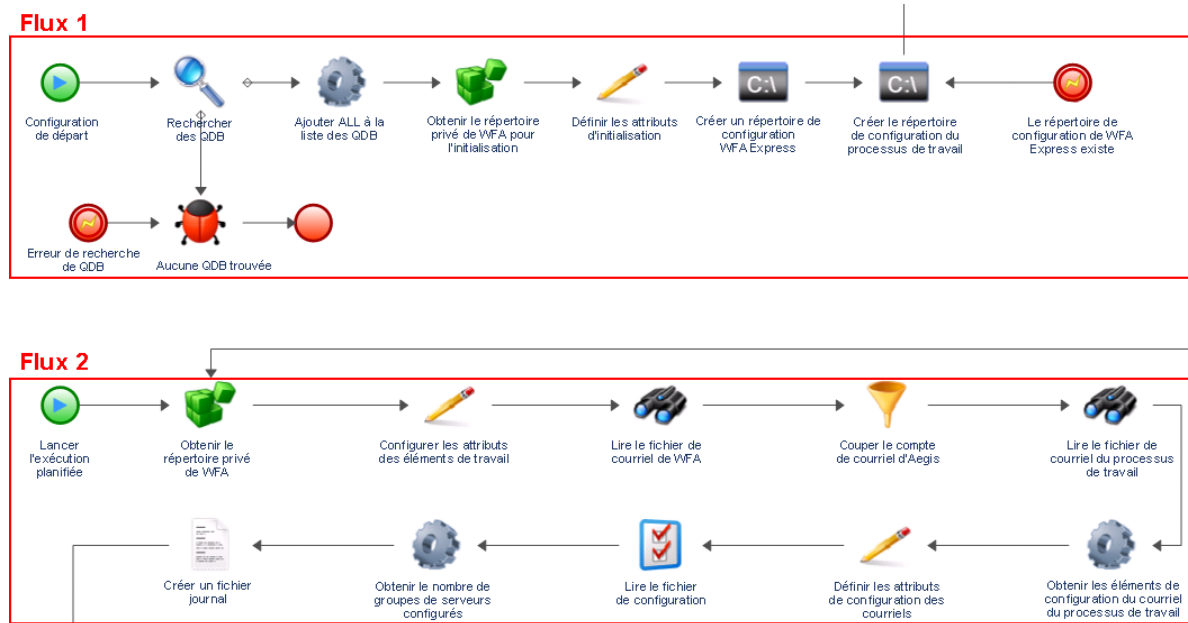 Flux 1
Configuration
de départ
Rechercher
des QDB
Ajouter ALL à la
liste des QDB
Obtenir le répertoire
privé de WFA pour
l'initialisation
Définir les attributs
d'initialisation
C:\
Créer un répertoire de
configuration
WFA Express
C:\
Créer le répertoire
de configuration du
processus de travail
Le répertoire de
configuration de WFA
Express existe
Erreur de recherche
de QDB
Aucune QDB trouvée
Flux 2
Lancer
l'exécution
planifiée
Obtenir le
répertoire privé
de WFA
Configurer les attributs
des éléments de travail
Lire le fichier de
courriel de WFA
Couper le compte
de courriel d'Aegis
Lire le fichier de
courriel du processus
de travail
Créer un fichier
journal
Obtenir le nombre de
groupes de serveurs
configurés
Lire le fichier
de configuration
Définir les attributs
de configuration des
courriels
Obtenir les éléments de
configuration du courriel
du processus de travail